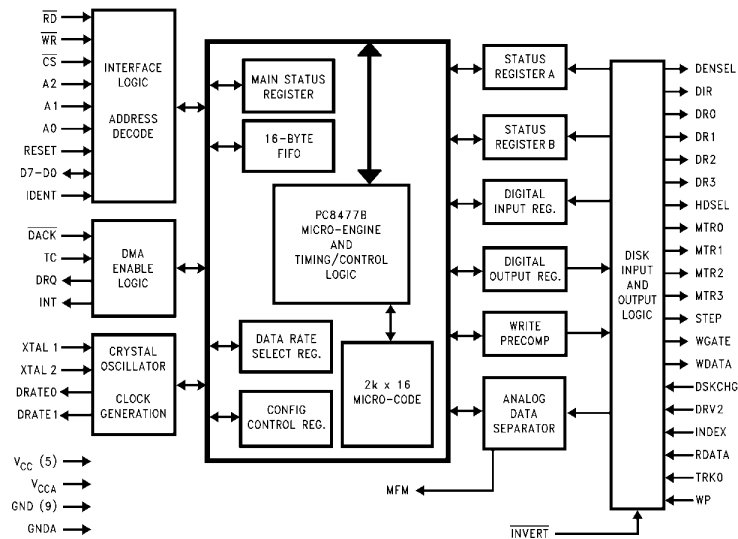 RD
WR
CS
A2
A1
A0
RESET
D7-D0
IDENT
INTERFACE
LOGIC
ADDRESS
DECODE
DACK
TC
DRQ
INT
DMA
ENABLE
LOGIC
XTAL 1
XTAL 2
DRATE0
DRATE1
CRYSTAL
OSCILLATOR
CLOCK
GENERATION
VCC (5)
VCCA
GND (9)
GNDA
MAIN STATUS
REGISTER
16-BYTE
FIFO
PC8477B
MICRO-ENGINE
AND
TIMING/CONTROL
LOGIC
DATA RATE
SELECT REG.
CONFIG
CONTROL REG.
2k x 16
MICRO-CODE
STATUS
REGISTER A
STATUS
REGISTER B
DIGITAL
INPUT REG.
DIGITAL
OUTPUT REG.
WRITE
PRECOMP
ANALOG
DATA
SEPARATOR
MFM
DISK
INPUT
AND
OUTPUT
LOGIC
INVERT
DENSEL
DIR
DR0
DR1
DR2
DR3
HDSEL
MTR0
MTR1
MTR2
MTR3
STEP
WGATE
WDATA
DSKCHG
DRV2
INDEX
RDATA
TRK0
WP